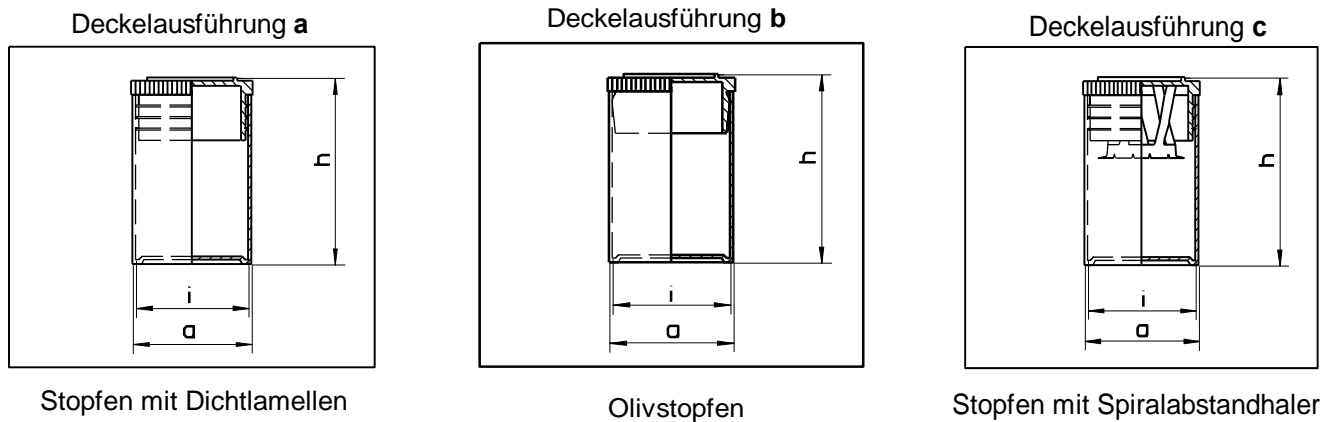 Deckelausführung a
Deckelausführung b
Deckelausführung c
h
i
a
h
i
a
h
i
a
Stopfen mit Dichtlamellen
Olivstopfen
Stopfen mit Spiralabstandhaler